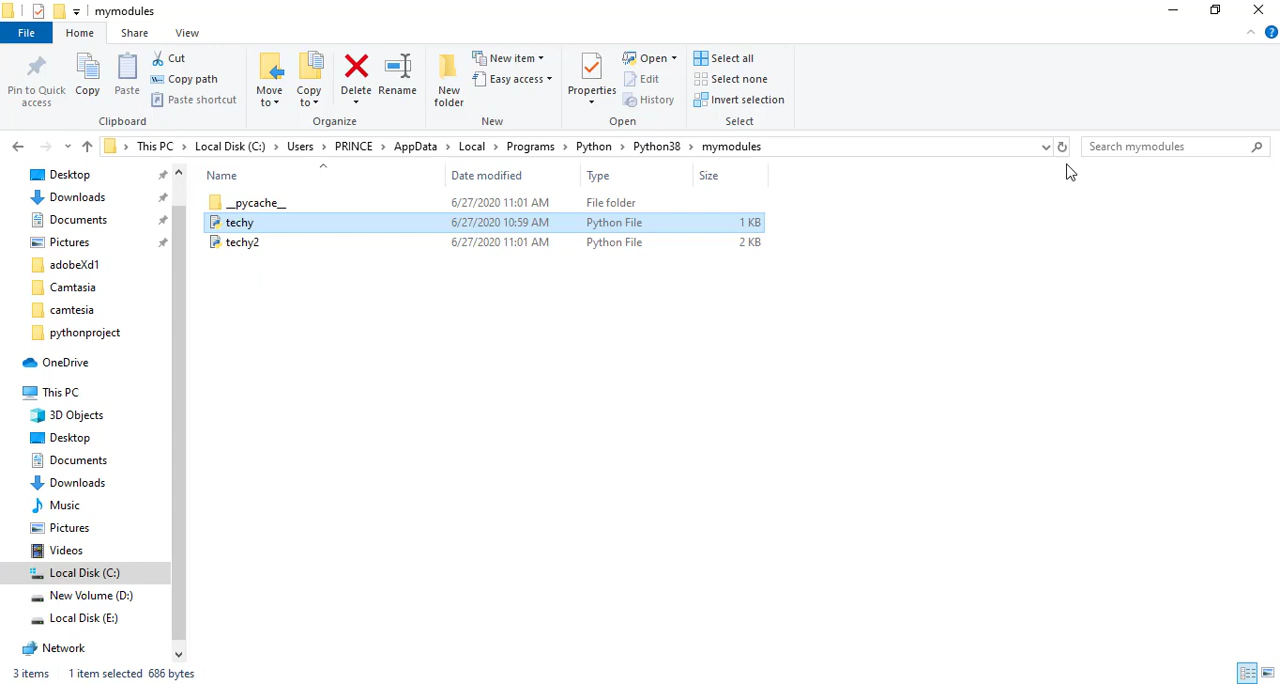 mymodules
File Home Share View
Pin to Quick access
Copy
Paste
Cut
Copy path
Paste shortcut
Clipboard
Move to
Copy to
Delete
Rename
Organize
New folder
New item
Easy access
New
Properties
Open
Edit
History
Open
Select all
Select none
Invert selection
Select
This PC Local Disk (C:) Users PRINCE AppData Local Programs Python Python38 mymodules
Search mymodules
Name Date modified Type Size
__pycache__ 6/27/2020 11:01 AM File folder
techy 6/27/2020 10:59 AM Python File 1 KB
techy2 6/27/2020 11:01 AM Python File 2 KB
Desktop
Downloads
Documents
Pictures
adobeXd1
Camtasia
camtesia
pythonproject
OneDrive
This PC
3D Objects
Desktop
Documents
Downloads
Music
Pictures
Videos
Local Disk (C:)
New Volume (D:)
Local Disk (E:)
Network
3 items 1 item selected 686 bytes